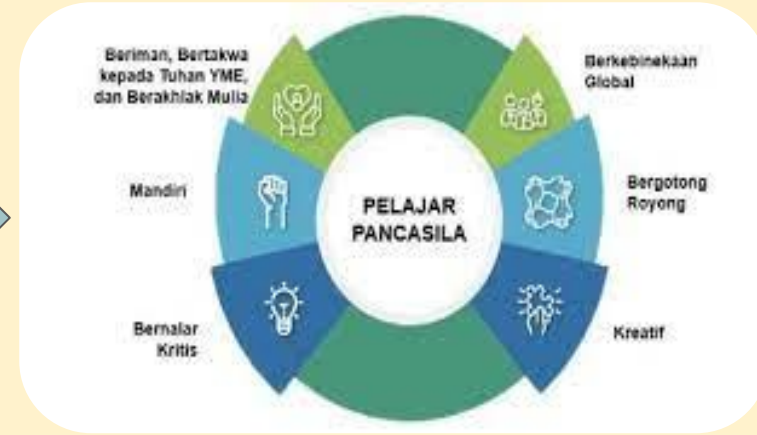 Beriman, Bertakwa
kepada Tuhan YME,
dan Berakhlak Mulia
Berkebinekaan
Global
Mandiri
Bergotong
Royong
PELAJAR
PANCASILA
Bernalar
Kritis
Kreatif